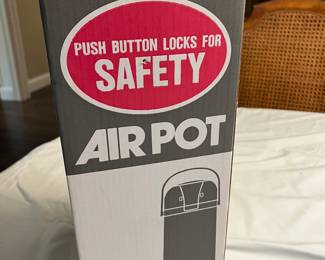 PUSH BUTTON LOCKS FOR
SAFETY
AIR POT